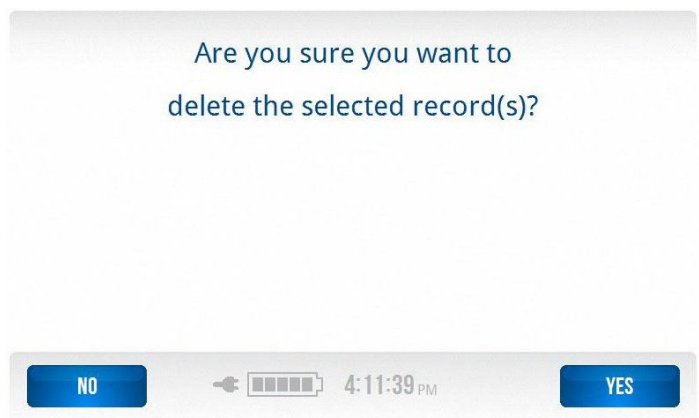 Are you sure you want to
delete the selected record(s)?
NO
4:11:39 PM
YES